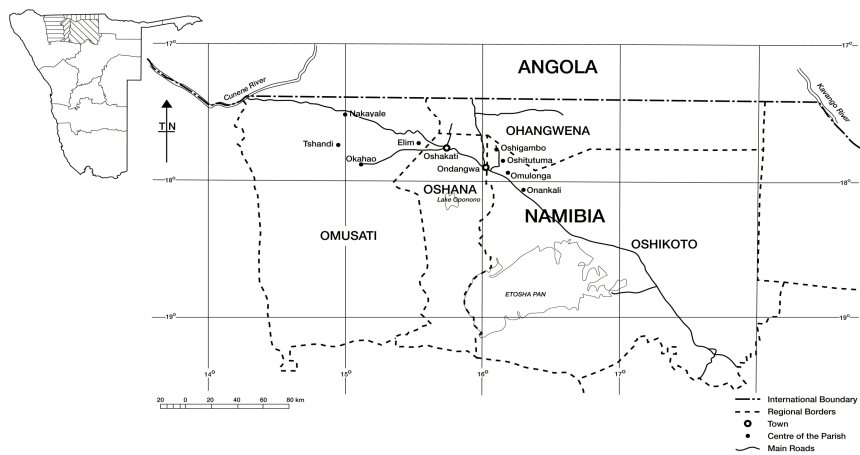 17°
17°
ANGOLA
Cunene River
Kavango River
TN
Nakavale
OHANGWENA
Tshandi
Elim
Oshigambo
Okahao
Oshakati
Oshitutuma
Ondangwa
Omulonga
18°
OSHANA
Onankali
18°
Lake Oponono
NAMIBIA
OMUSATI
OSHIKOTO
ETOSHA PAN
19°
19°
14°
15°
16°
17°
20 0 20 40 60 80 km
International Boundary
Regional Borders
Town
Centre of the Parish
Main Roads